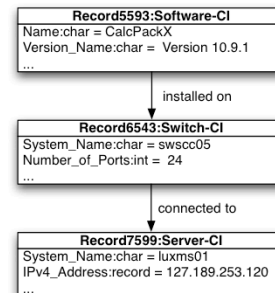 Record5593:Software-CI
Name:char = CalcPackX
Version_Name:char = Version 10.9.1
...
installed on
Record6543:Switch-CI
System_Name:char = swscc05
Number_of_Ports:int = 24
...
connected to
Record7599:Server-CI
System_Name:char = luxms01
IPv4_Address:record = 127.189.253.120
...